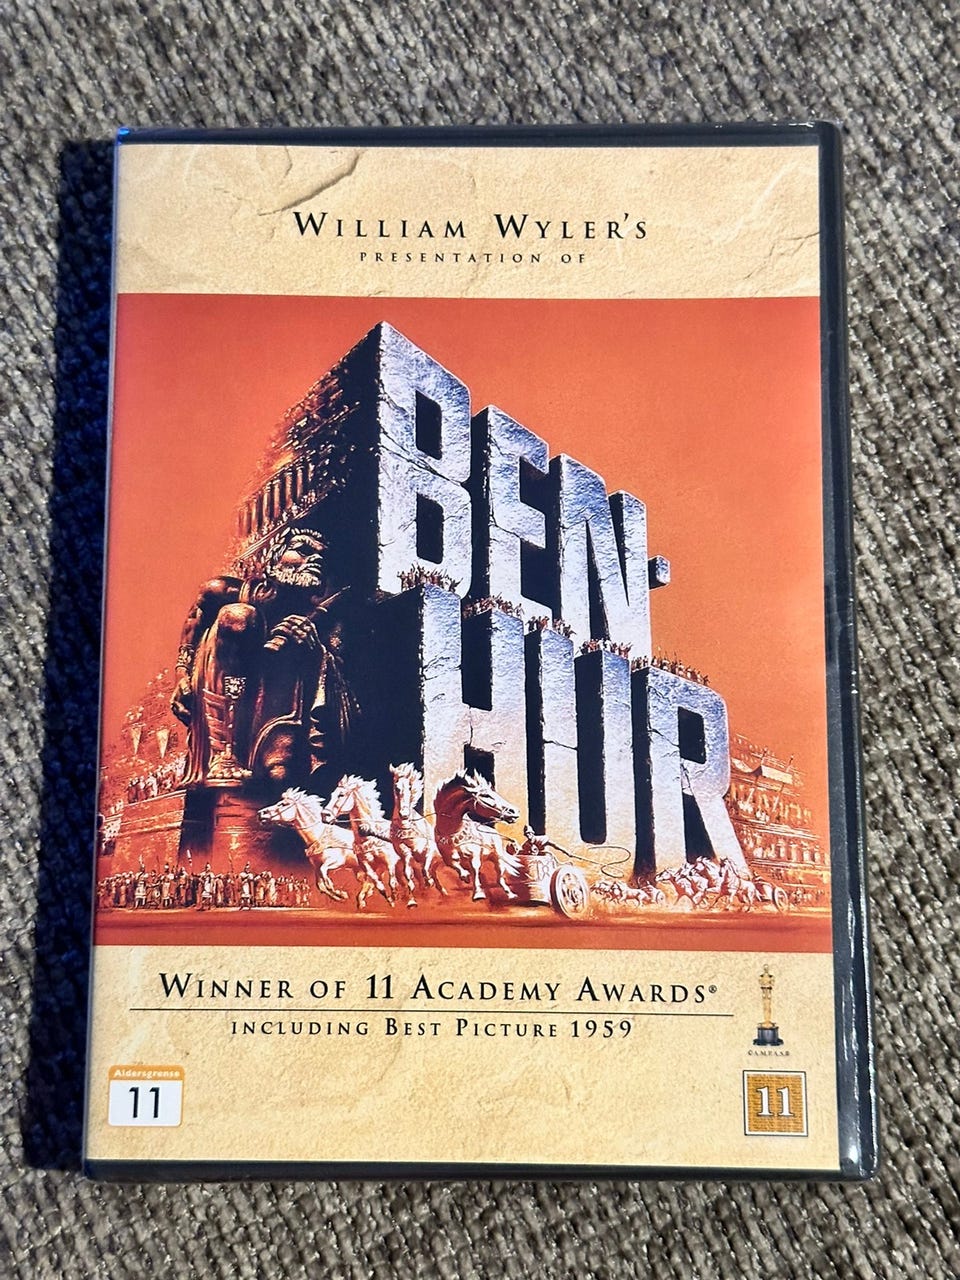 WILLIAM WYLER'S
PRESENTATION OF
BEN-
HUR
WINNER OF 11 ACADEMY AWARDS®
INCLUDING BEST PICTURE 1959
©A.M.P.A.S.®
Aldersgrense
11
11